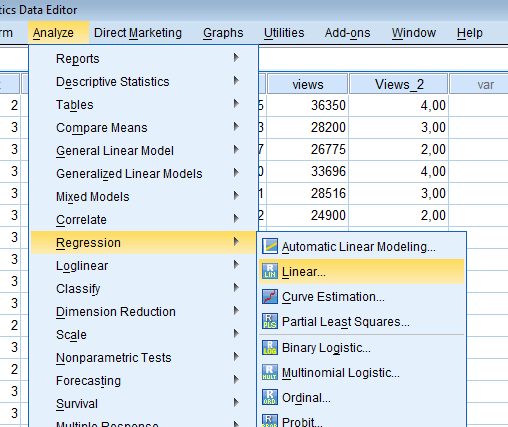 tics Data Editor
rm Analyze Direct Marketing Graphs Utilities Add-ons Window Help
Reports
Descriptive Statistics
Tables
Compare Means
General Linear Model
Generalized Linear Models
Mixed Models
Correlate
Regression
Loglinear
Classify
Dimension Reduction
Scale
Nonparametric Tests
Forecasting
Survival
Multiple Response
views Views_2 var
2 5 36350 4,00
3 3 28200 3,00
3 7 26775 2,00
3 0 33696 4,00
3 1 28516 3,00
3 2 24900 2,00
3
3
3
2
3
3
3
3
Automatic Linear Modeling...
Linear...
Curve Estimation...
Partial Least Squares...
Binary Logistic...
Multinomial Logistic...
Ordinal...
Probit...